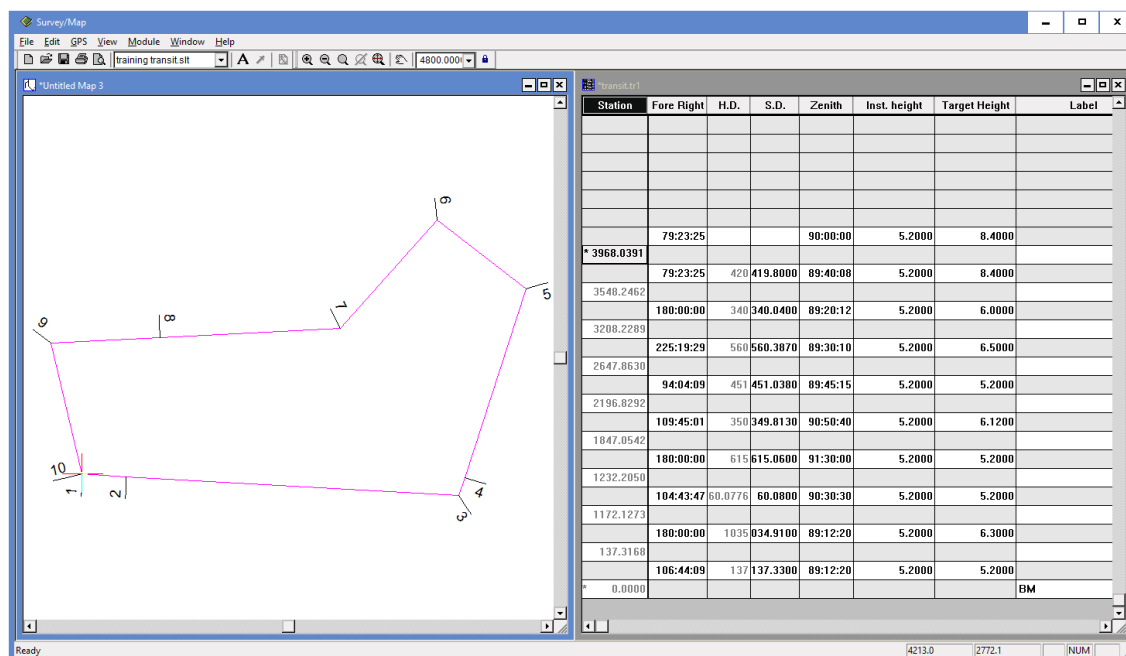 Survey/Map
File Edit GPS View Module Window Help
training transit.slt A 4800.000
*Untitled Map 3
6
5
7
8
9
10
1
2
4
3
*transit.tr1
Station Fore Right H.D. S.D. Zenith Inst. height Target Height Label
79:23:25 90:00:00 5.2000 8.4000
* 3968.0391
79:23:25 420 419.8000 89:40:08 5.2000 8.4000
3548.2462
180:00:00 340 340.0400 89:20:12 5.2000 6.0000
3208.2289
225:19:29 560 560.3870 89:30:10 5.2000 6.5000
2647.8630
94:04:09 451 451.0380 89:45:15 5.2000 5.2000
2196.8292
109:45:01 350 349.8130 90:50:40 5.2000 6.1200
1847.0542
180:00:00 615 615.0600 91:30:00 5.2000 5.2000
1232.2050
104:43:47 60.0776 60.0800 90:30:30 5.2000 5.2000
1172.1273
180:00:00 1035 034.9100 89:12:20 5.2000 6.3000
137.3168
106:44:09 137 137.3300 89:12:20 5.2000 5.2000
* 0.0000 BM
Ready 4213.0 2772.1 NUM